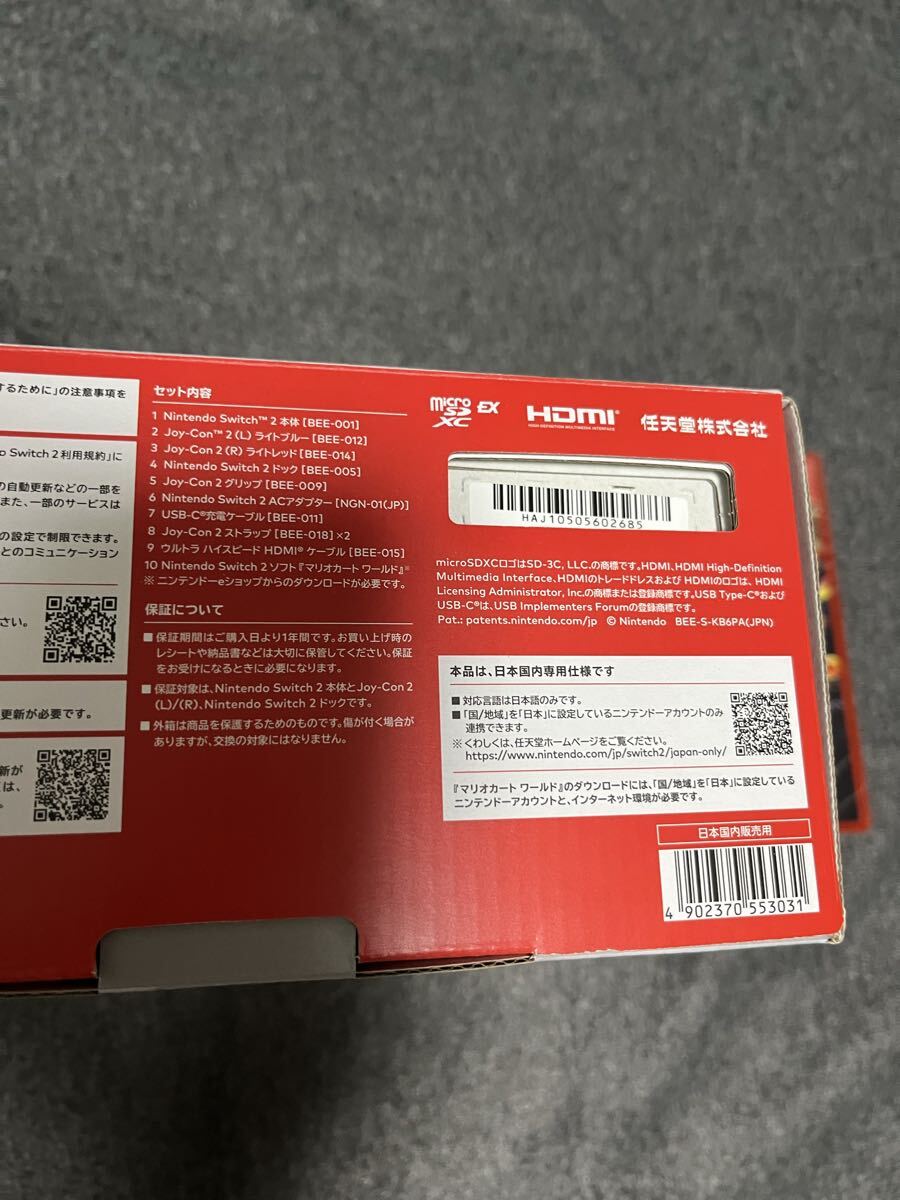 するために」の注意事項を
o Switch 2 利用規約」に
の自動更新などの一部を
また、一部のサービスは
の設定で制限できます。
とのコミュニケーション
さい。
更新が必要です。
新が
は、
セット内容
1 Nintendo Switch™ 2 本体 [BEE-001]
2 Joy-Con™ 2 (L) ライトブルー [BEE-012]
3 Joy-Con 2 (R) ライトレッド [BEE-014]
4 Nintendo Switch 2 ドック [BEE-005]
5 Joy-Con 2 グリップ [BEE-009]
6 Nintendo Switch 2 ACアダプター [NGN-01(JP)]
7 USB-C®充電ケーブル [BEE-011]
8 Joy-Con 2 ストラップ [BEE-018] ×2
9 ウルトラ ハイスピード HDMI® ケーブル [BEE-015]
10 Nintendo Switch 2 ソフト『マリオカート ワールド』※
※ ニンテンドーeショップからのダウンロードが必要です。
保証について
■ 保証期間はご購入日より1年間です。お買い上げ時の
レシートや納品書などは大切に保管してください。保証
をお受けになるときに必要になります。
■ 保証対象は、Nintendo Switch 2 本体とJoy-Con 2
(L)/(R)、Nintendo Switch 2 ドックです。
■ 外箱は商品を保護するためのものです。傷が付く場合が
ありますが、交換の対象にはなりません。
micro SD XC EX
HDMI®
HIGH-DEFINITION MULTIMEDIA INTERFACE
任天堂株式会社
HAJ10505602685
microSDXCロゴはSD-3C, LLC.の商標です。HDMI、HDMI High-Definition
Multimedia Interface、HDMIのトレードドレスおよび HDMIのロゴは、HDMI
Licensing Administrator, Inc.の商標または登録商標です。USB Type-C®および
USB-C®は、USB Implementers Forumの登録商標です。
Pat.: patents.nintendo.com/jp © Nintendo BEE-S-KB6PA(JPN)
本品は、日本国内専用仕様です
■ 対応言語は日本語のみです。
■ 「国/地域」を「日本」に設定しているニンテンドーアカウントのみ
連携できます。
※ くわしくは、任天堂ホームページをご覧ください。
https://www.nintendo.com/jp/switch2/japan-only/
『マリオカート ワールド』のダウンロードには、「国/地域」を「日本」に設定している
ニンテンドーアカウントと、インターネット環境が必要です。
日本国内販売用
4 902370 553031